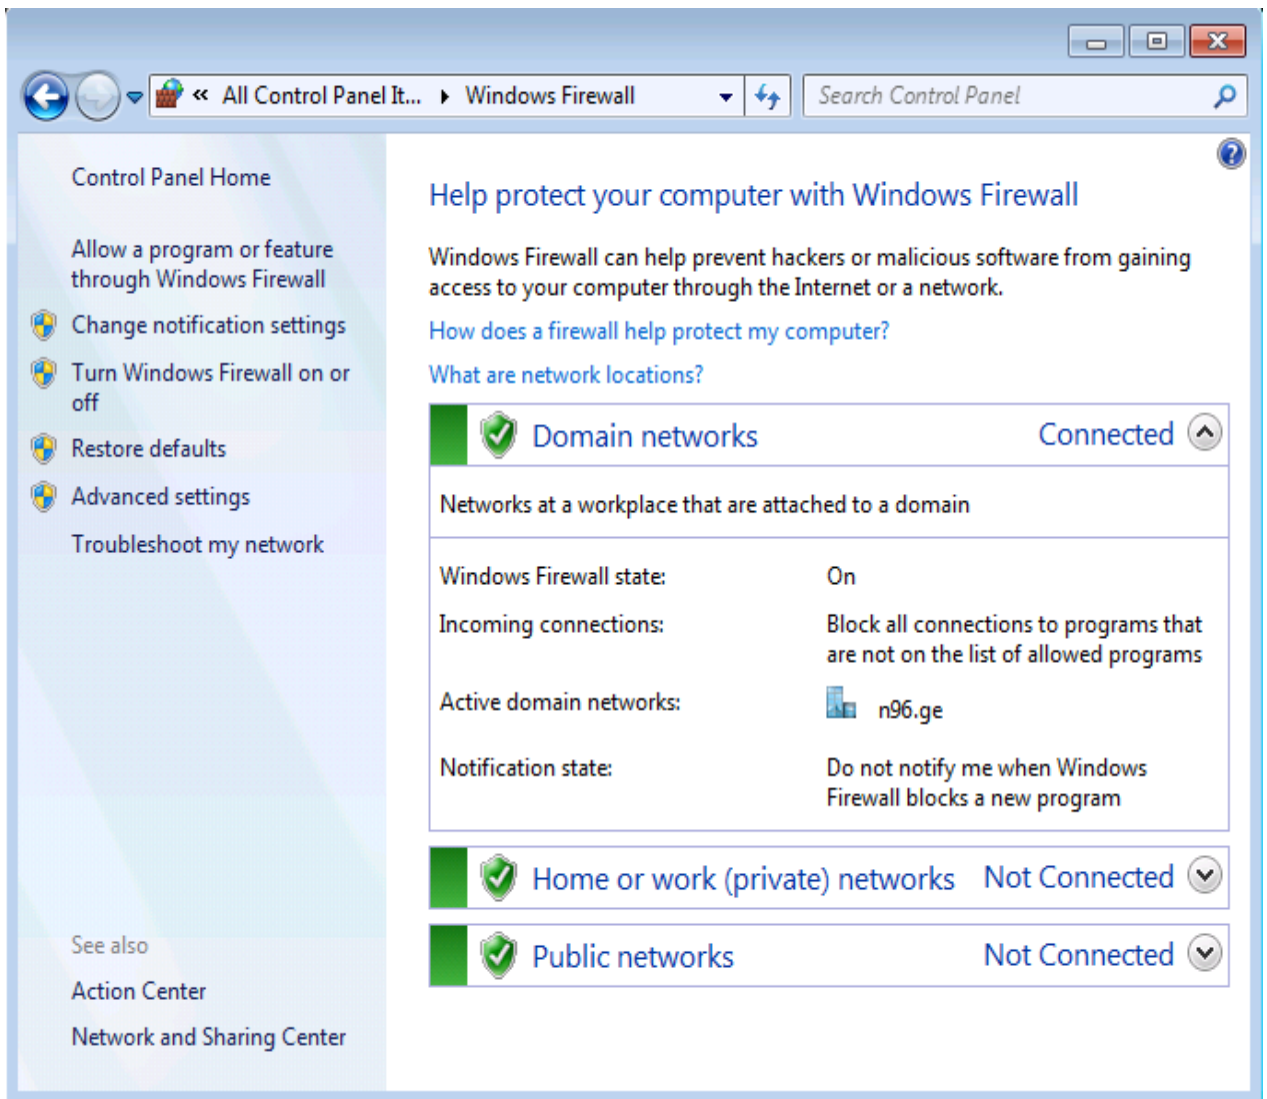 « All Control Panel It... Windows Firewall
Search Control Panel
Control Panel Home
Allow a program or feature
through Windows Firewall
Change notification settings
Turn Windows Firewall on or
off
Restore defaults
Advanced settings
Troubleshoot my network
See also
Action Center
Network and Sharing Center
Help protect your computer with Windows Firewall
Windows Firewall can help prevent hackers or malicious software from gaining
access to your computer through the Internet or a network.
How does a firewall help protect my computer?
What are network locations?
Domain networks Connected
Networks at a workplace that are attached to a domain
Windows Firewall state: On
Incoming connections: Block all connections to programs that
are not on the list of allowed programs
Active domain networks: n96.ge
Notification state: Do not notify me when Windows
Firewall blocks a new program
Home or work (private) networks Not Connected
Public networks Not Connected